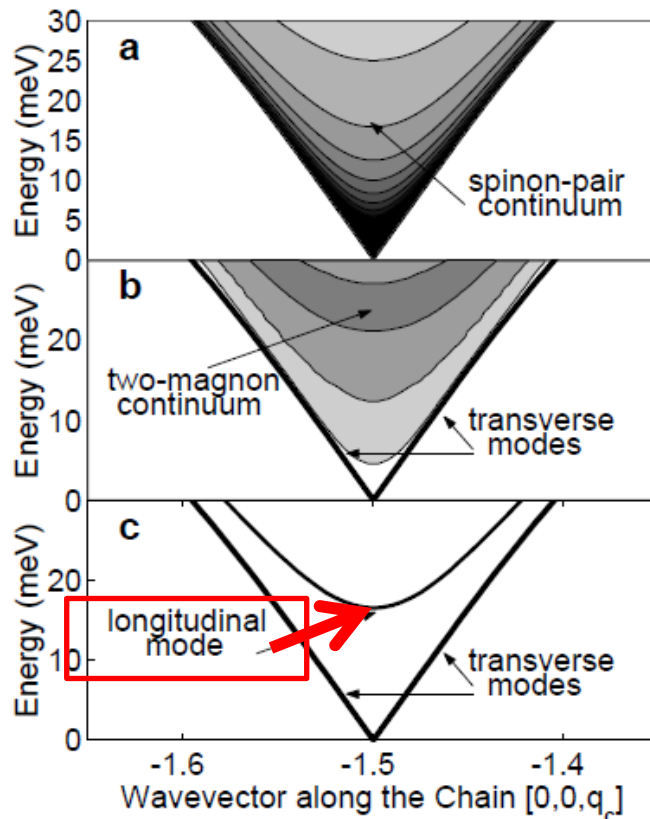 30
a
25
20
15
10
5
0
Energy (meV)
spinon-pair
continuum
b
20
10
0
Energy (meV)
two-magnon
continuum
transverse
modes
c
20
10
0
Energy (meV)
longitudinal
mode
transverse
modes
-1.6
-1.5
-1.4
Wavevector along the Chain [0,0,q_c]